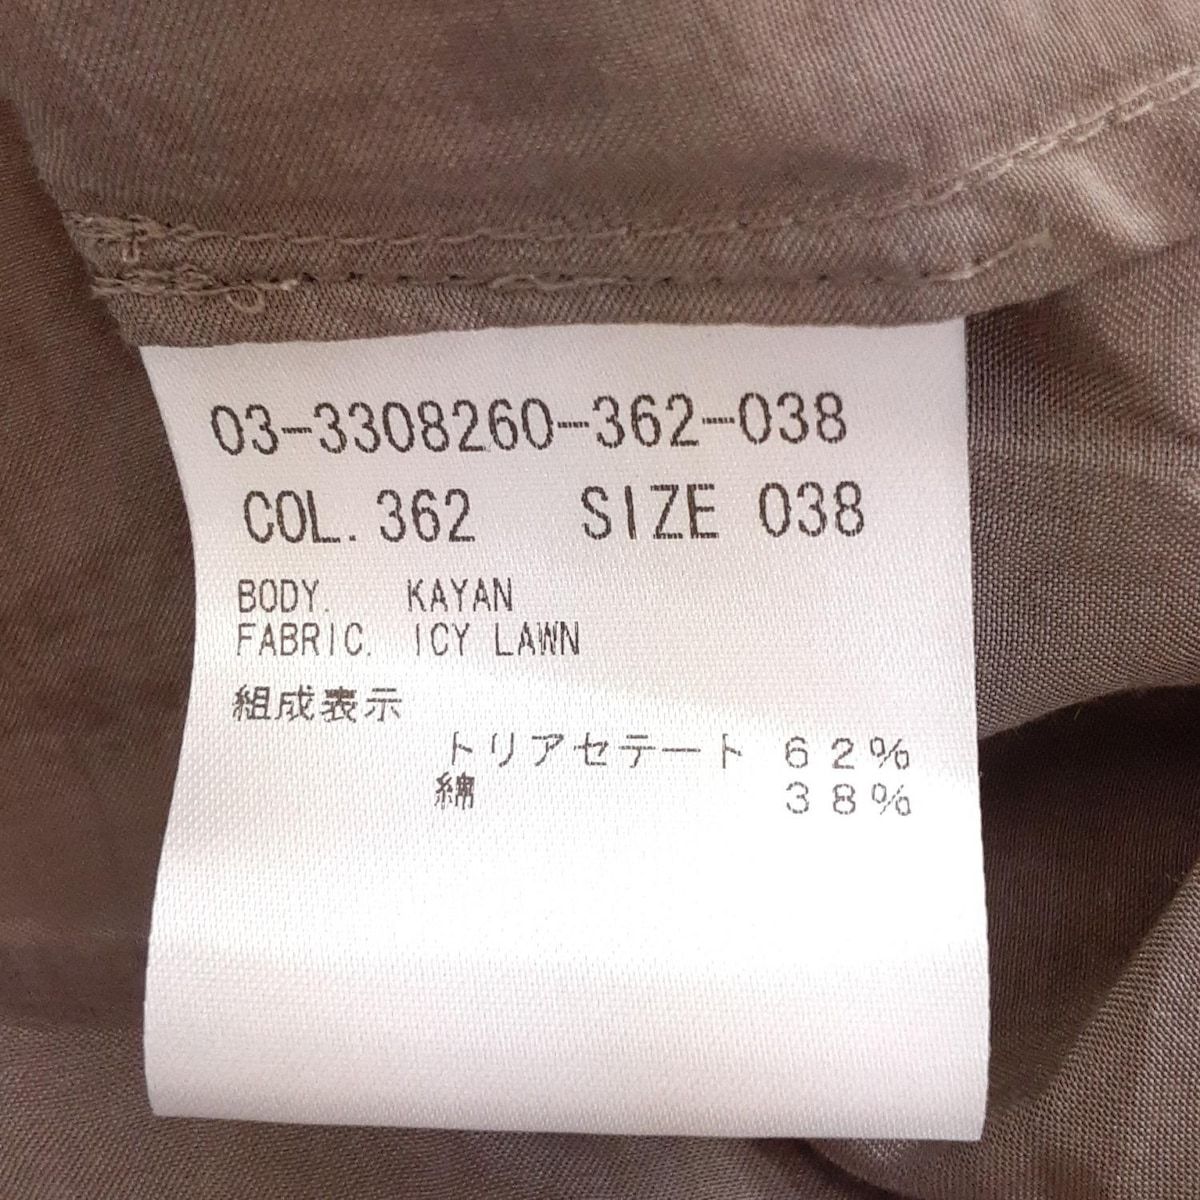 03-3308260-362-038
COL. 362 SIZE 038
BODY. KAYAN
FABRIC. ICY LAWN
組成表示
トリアセテート 62%
綿 38%